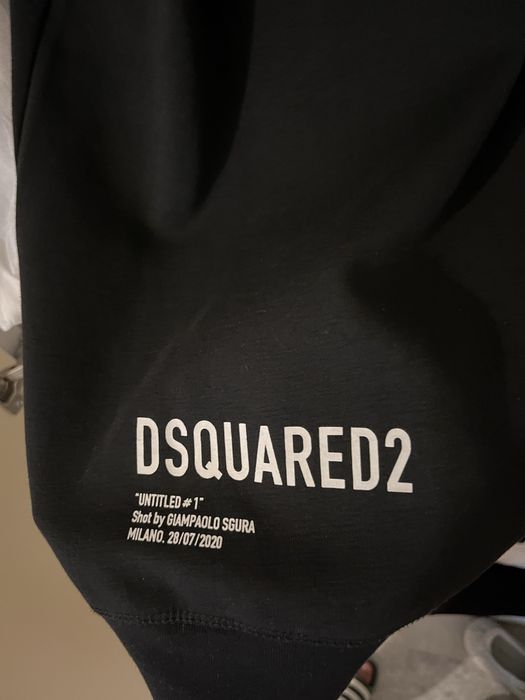 DSQUARED2
"UNTITLED # 1"
Shot by GIAMPAOLO SGURA
MILANO. 28/07/2020